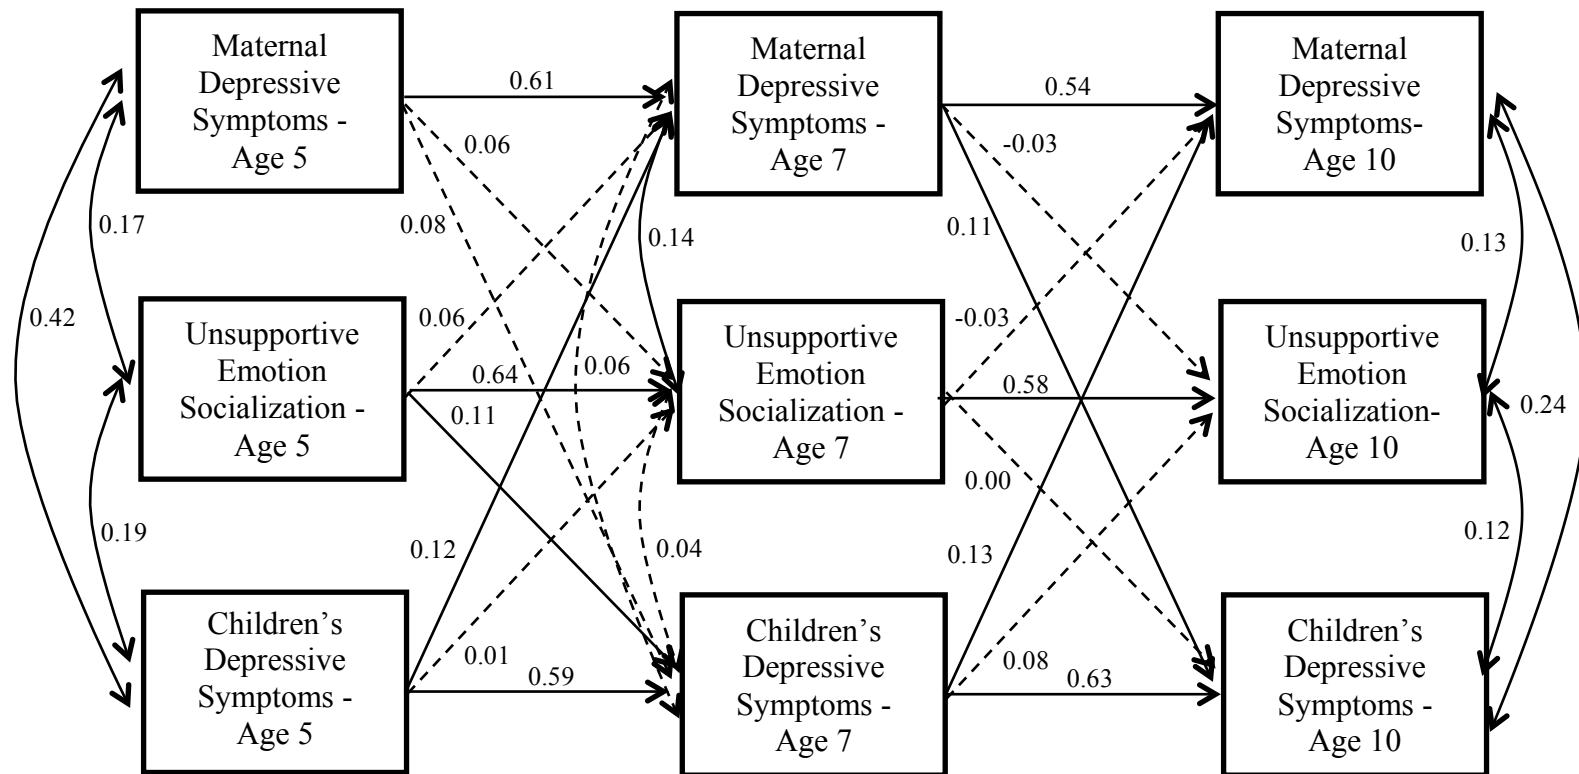 Maternal
Depressive
Symptoms -
Age 5
0.61
Maternal
Depressive
Symptoms -
Age 7
0.54
Maternal
Depressive
Symptoms-
Age 10
0.06
-0.03
0.17
0.08
0.14
0.11
0.13
0.42
Unsupportive
Emotion
Socialization -
Age 5
0.06
0.64
0.06
0.11
Unsupportive
Emotion
Socialization -
Age 7
-0.03
0.58
Unsupportive
Emotion
Socialization-
Age 10
0.24
0.19
0.12
0.04
0.00
0.13
0.12
Children’s
Depressive
Symptoms -
Age 5
0.01
0.59
Children’s
Depressive
Symptoms -
Age 7
0.08
0.63
Children’s
Depressive
Symptoms -
Age 10